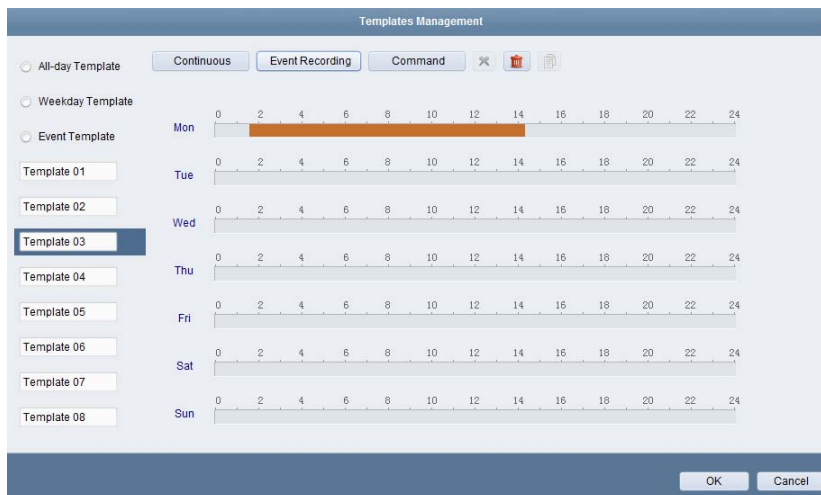 Templates Management
All-day Template
Weekday Template
Event Template
Template 01
Template 02
Template 03
Template 04
Template 05
Template 06
Template 07
Template 08
Continuous Event Recording Command
0 2 4 6 8 10 12 14 16 18 20 22 24
Mon
0 2 4 6 8 10 12 14 16 18 20 22 24
Tue
0 2 4 6 8 10 12 14 16 18 20 22 24
Wed
0 2 4 6 8 10 12 14 16 18 20 22 24
Thu
0 2 4 6 8 10 12 14 16 18 20 22 24
Fri
0 2 4 6 8 10 12 14 16 18 20 22 24
Sat
0 2 4 6 8 10 12 14 16 18 20 22 24
Sun
OK Cancel